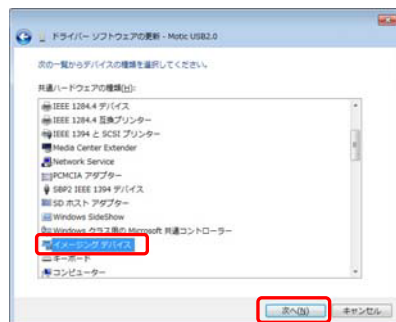 ドライバー ソフトウェアの更新 - Motic USB2.0
次の一覧からデバイスの種類を選択してください。
共通ハードウェアの種類(H):
IEEE 1284.4 デバイス
IEEE 1284.4 互換プリンター
IEEE 1394 と SCSI プリンター
Media Center Extender
Network Service
PCMCIA アダプター
SBP2 IEEE 1394 デバイス
SD ホスト アダプター
Windows SideShow
Windows クラス用の Microsoft 共通コントローラー
イメージング デバイス
キーボード
コンピューター
次へ(N)
キャンセル